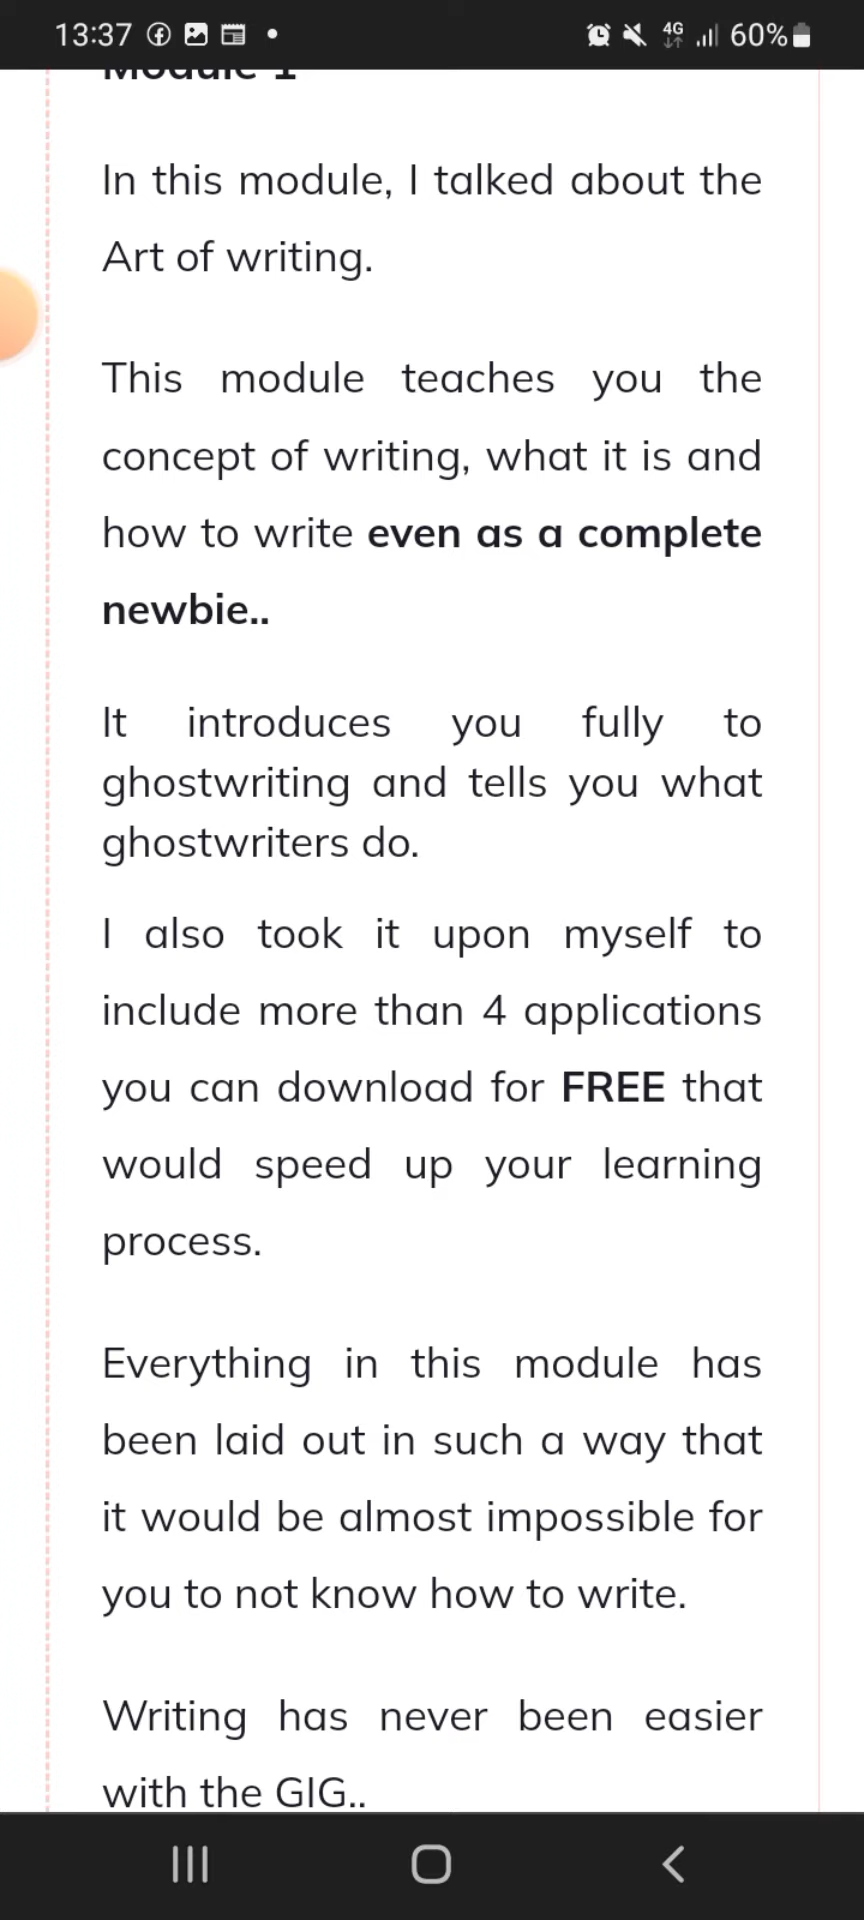 13:37
4G 60%
Module 1
In this module, I talked about the
Art of writing.
This module teaches you the
concept of writing, what it is and
how to write even as a complete
newbie..
It introduces you fully to
ghostwriting and tells you what
ghostwriters do.
I also took it upon myself to
include more than 4 applications
you can download for FREE that
would speed up your learning
process.
Everything in this module has
been laid out in such a way that
it would be almost impossible for
you to not know how to write.
Writing has never been easier
with the GIG..